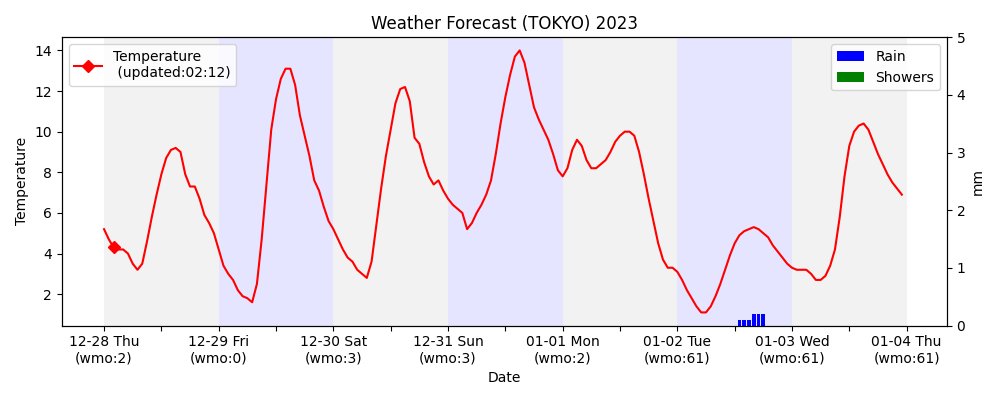 Weather Forecast (TOKYO) 2023
Temperature
(updated:02:12)
Rain
Showers
Temperature
14
12
10
8
6
4
2
5
4
3
2
1
0
mm
12-28 Thu
(wmo:2)
12-29 Fri
(wmo:0)
12-30 Sat
(wmo:3)
12-31 Sun
(wmo:3)
01-01 Mon
(wmo:2)
01-02 Tue
(wmo:61)
01-03 Wed
(wmo:61)
01-04 Thu
(wmo:61)
Date